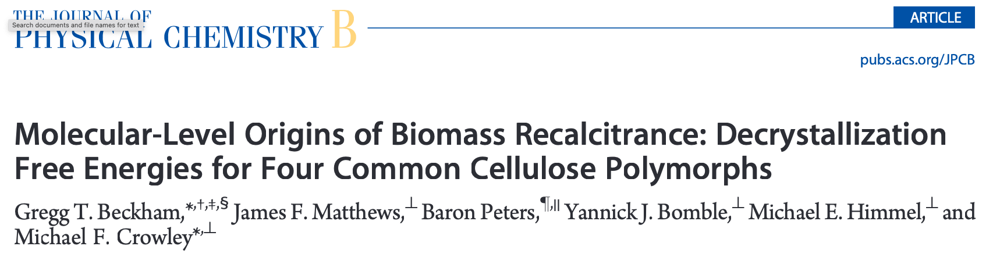 THE JOURNAL OF
Search documents and file names for text
PHYSICAL CHEMISTRY B
ARTICLE
pubs.acs.org/JPCB
Molecular-Level Origins of Biomass Recalcitrance: Decrystallization
Free Energies for Four Common Cellulose Polymorphs
Gregg T. Beckham,*,†,‡,§ James F. Matthews,⊥ Baron Peters,¶,|| Yannick J. Bomble,⊥ Michael E. Himmel,⊥ and
Michael F. Crowley*,⊥